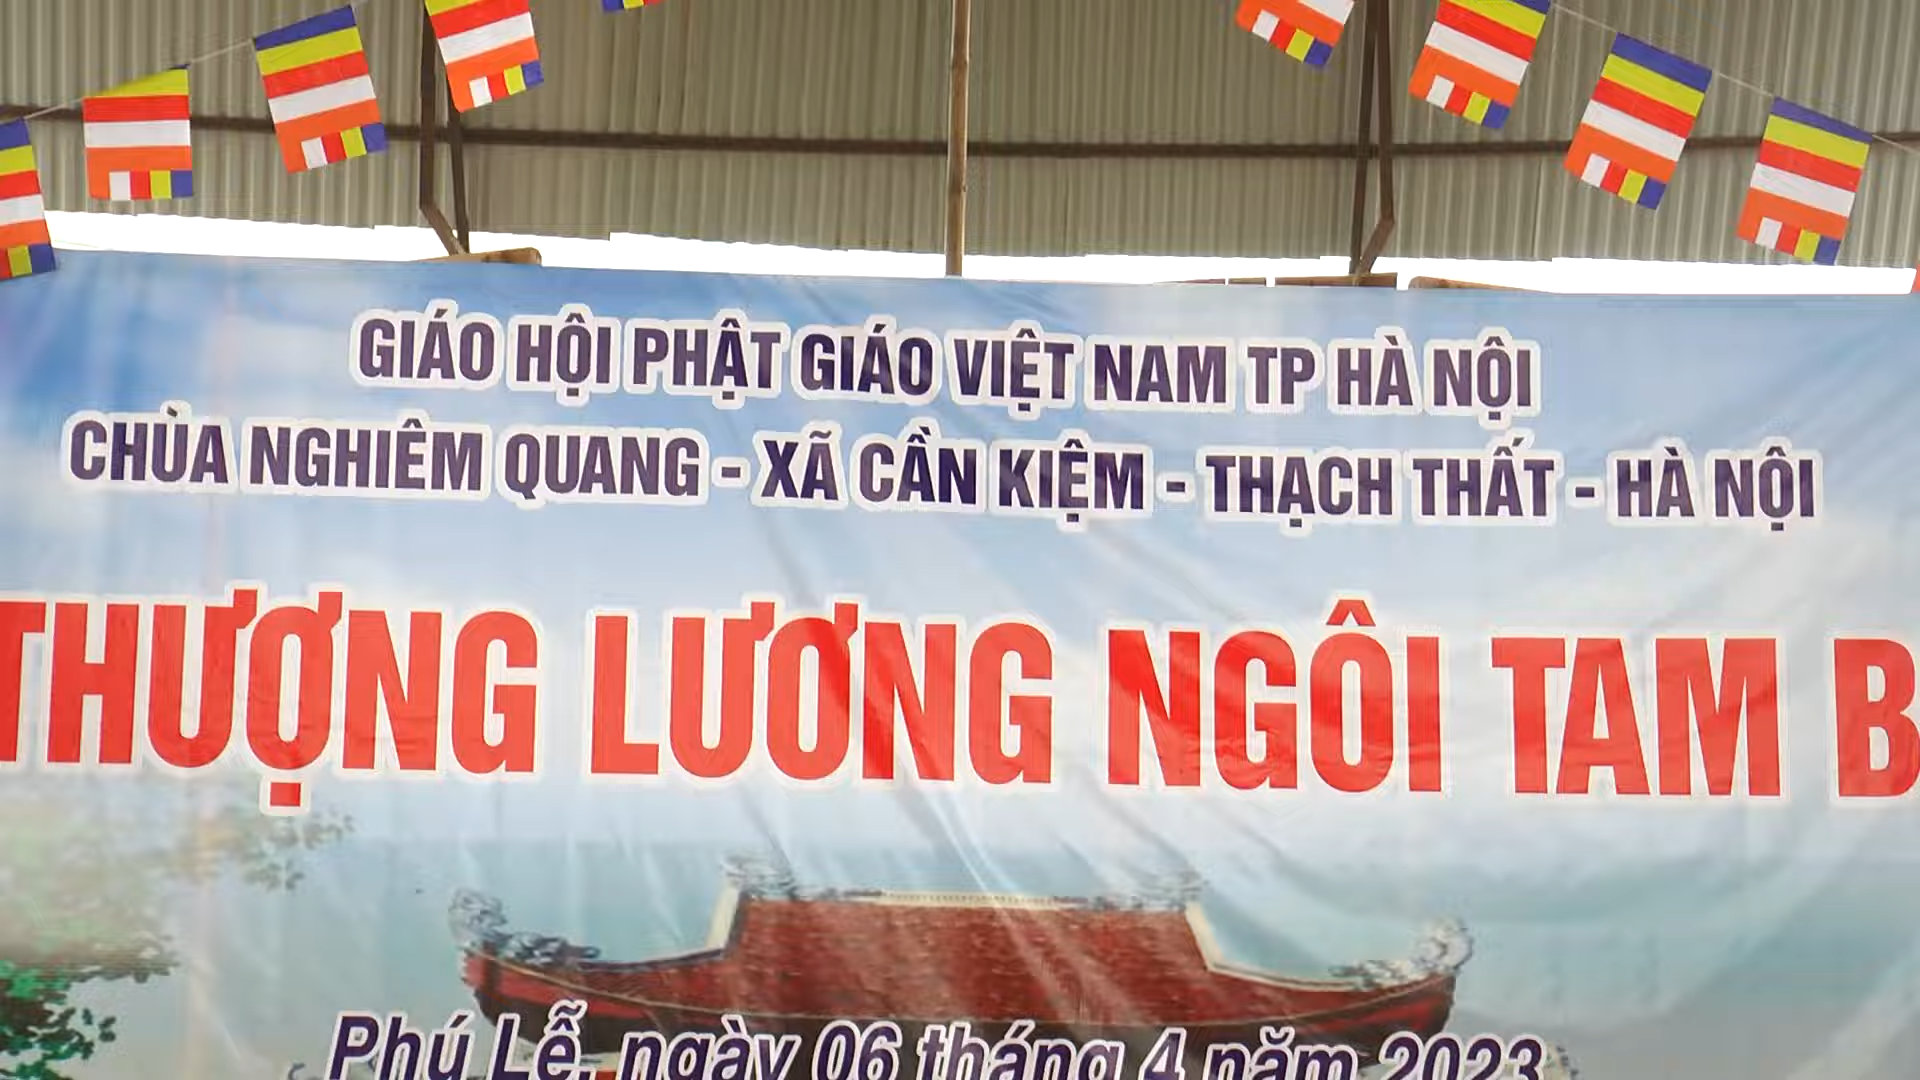 GIÁO HỘI PHẬT GIÁO VIỆT NAM TP HÀ NỘI
CHÙA NGHIÊM QUANG - XÃ CẦN KIỆM - THẠCH THẤT - HÀ NỘI
THƯỢNG LƯƠNG NGÔI TAM B
Phú Lễ, ngày 06 tháng 4 năm 2023